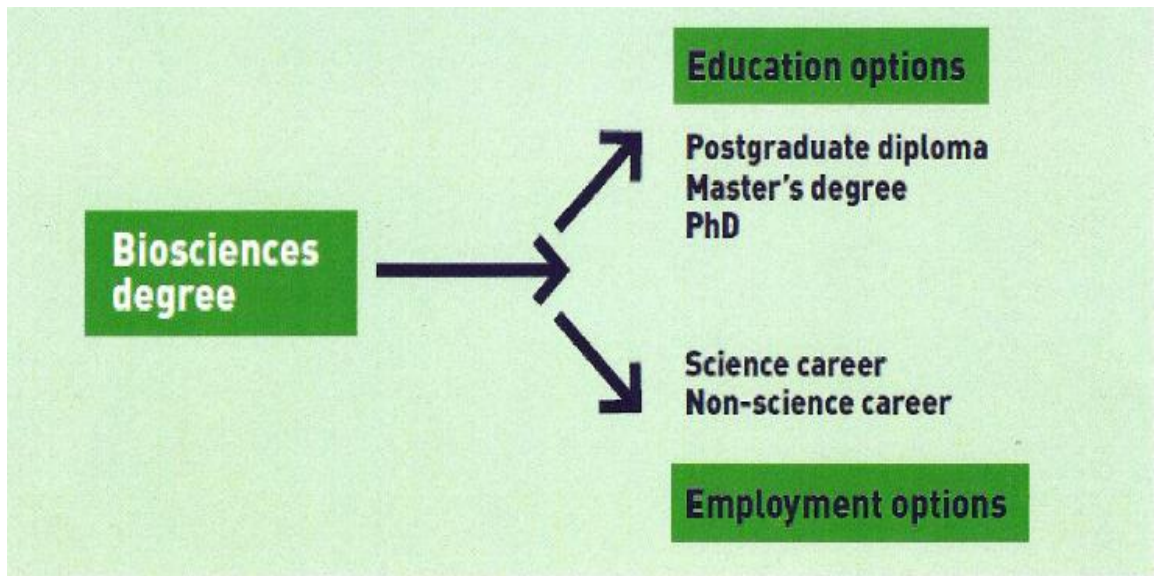 Education options
Postgraduate diploma
Master's degree
PhD
Biosciences
degree
Science career
Non-science career
Employment options